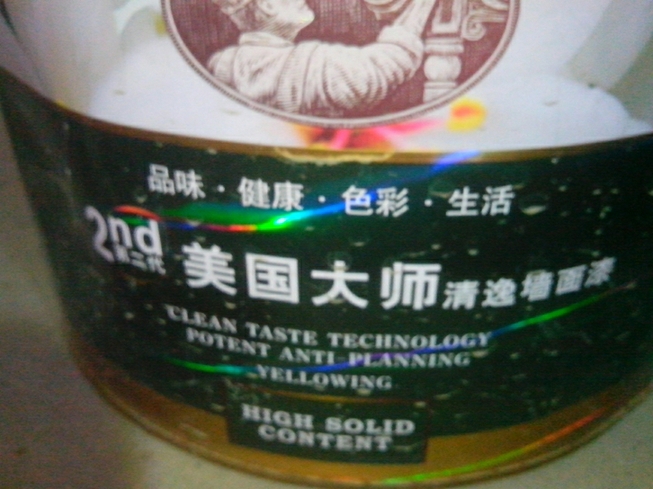 品味·健康·色彩·生活
2nd
第二代
美国大师清逸墙面漆
CLEAN TASTE TECHNOLOGY
POTENT ANTI-PLANNING
YELLOWING
HIGH SOLID
CONTENT